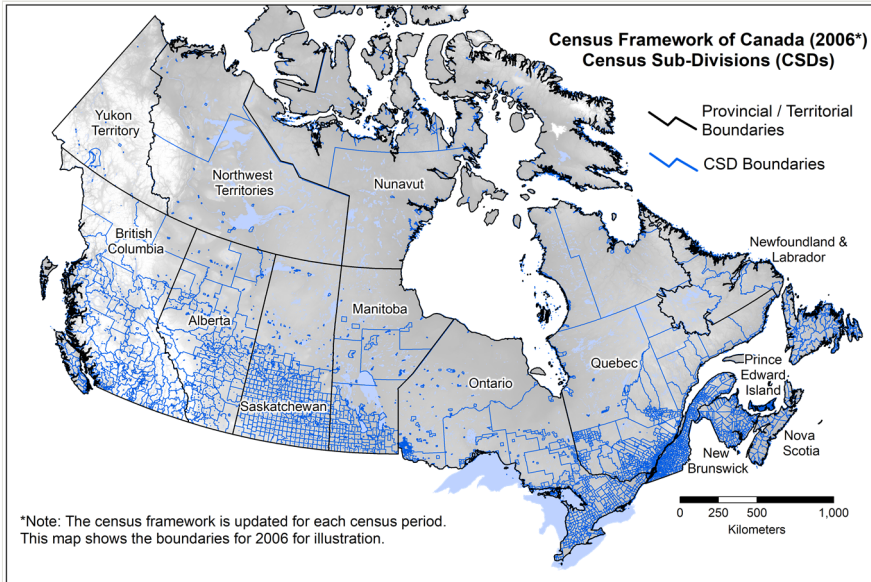 Census Framework of Canada (2006*)
Census Sub-Divisions (CSDs)
Provincial / Territorial
Boundaries
CSD Boundaries
Yukon
Territory
Northwest
Territories
Nunavut
British
Columbia
Newfoundland &
Labrador
Alberta
Manitoba
Saskatchewan
Ontario
Quebec
Prince
Edward
Island
Nova
Scotia
New
Brunswick
0 250 500 1,000
Kilometers
*Note: The census framework is updated for each census period.
This map shows the boundaries for 2006 for illustration.